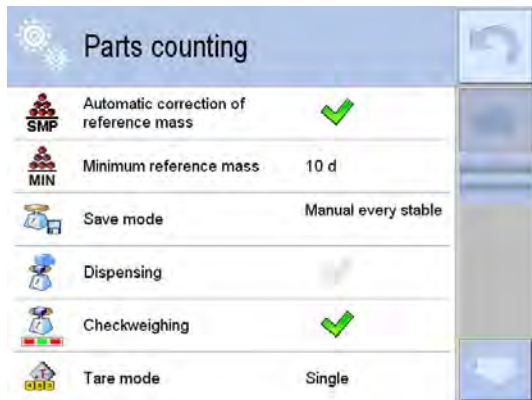 Parts counting
SMP
Automatic correction of
reference mass
MIN
Minimum reference mass
10 d
Save mode
Manual every stable
Dispensing
Checkweighing
Tare mode
Single